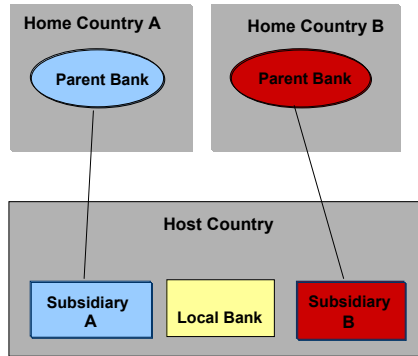 Home Country A
Home Country B
Parent Bank
Parent Bank
Host Country
Subsidiary
A
Local Bank
Subsidiary
B